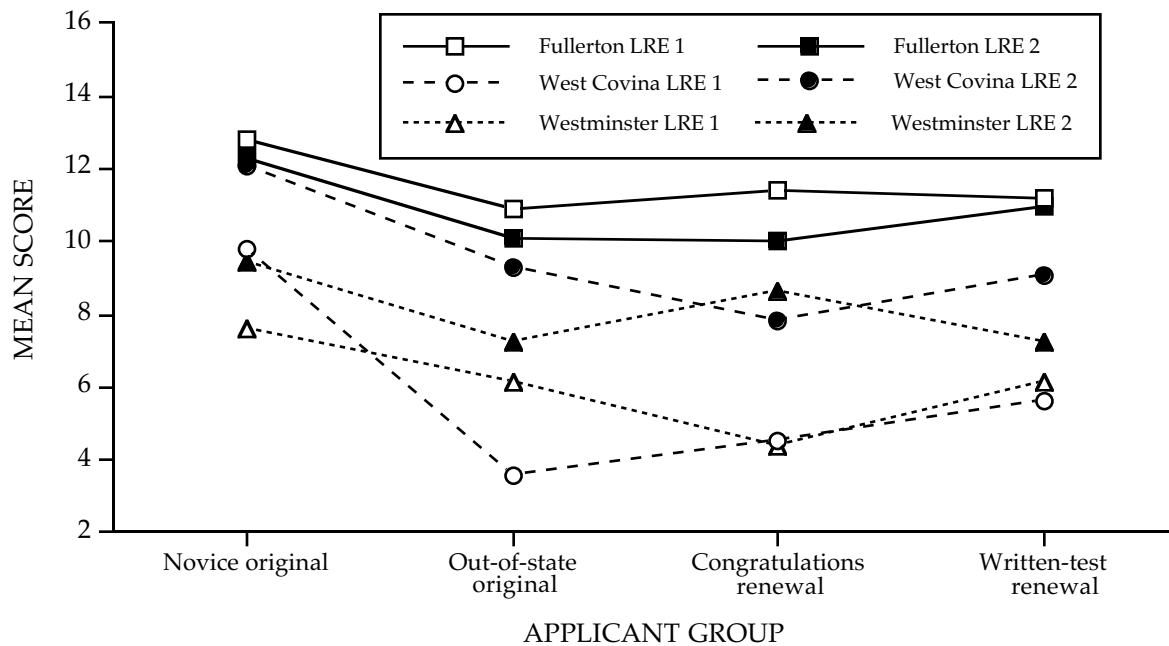 16
14
12
10
8
6
4
2
MEAN SCORE
Fullerton LRE 1
Fullerton LRE 2
West Covina LRE 1
West Covina LRE 2
Westminster LRE 1
Westminster LRE 2
Novice original
Out-of-state
original
Congratulations
renewal
Written-test
renewal
APPLICANT GROUP